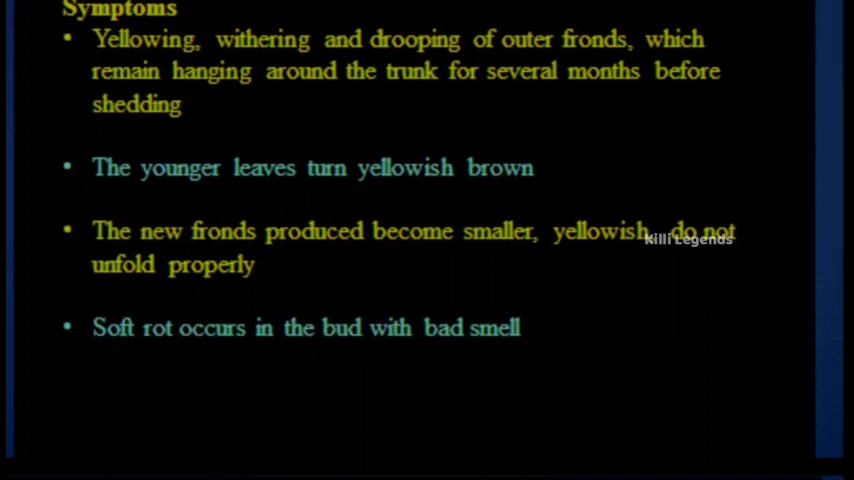 Symptoms
• Yellowing, withering and drooping of outer fronds, which
remain hanging around the trunk for several months before
shedding
• The younger leaves turn yellowish brown
• The new fronds produced become smaller, yellowish, do not
unfold properly
Killi Legends
• Soft rot occurs in the bud with bad smell